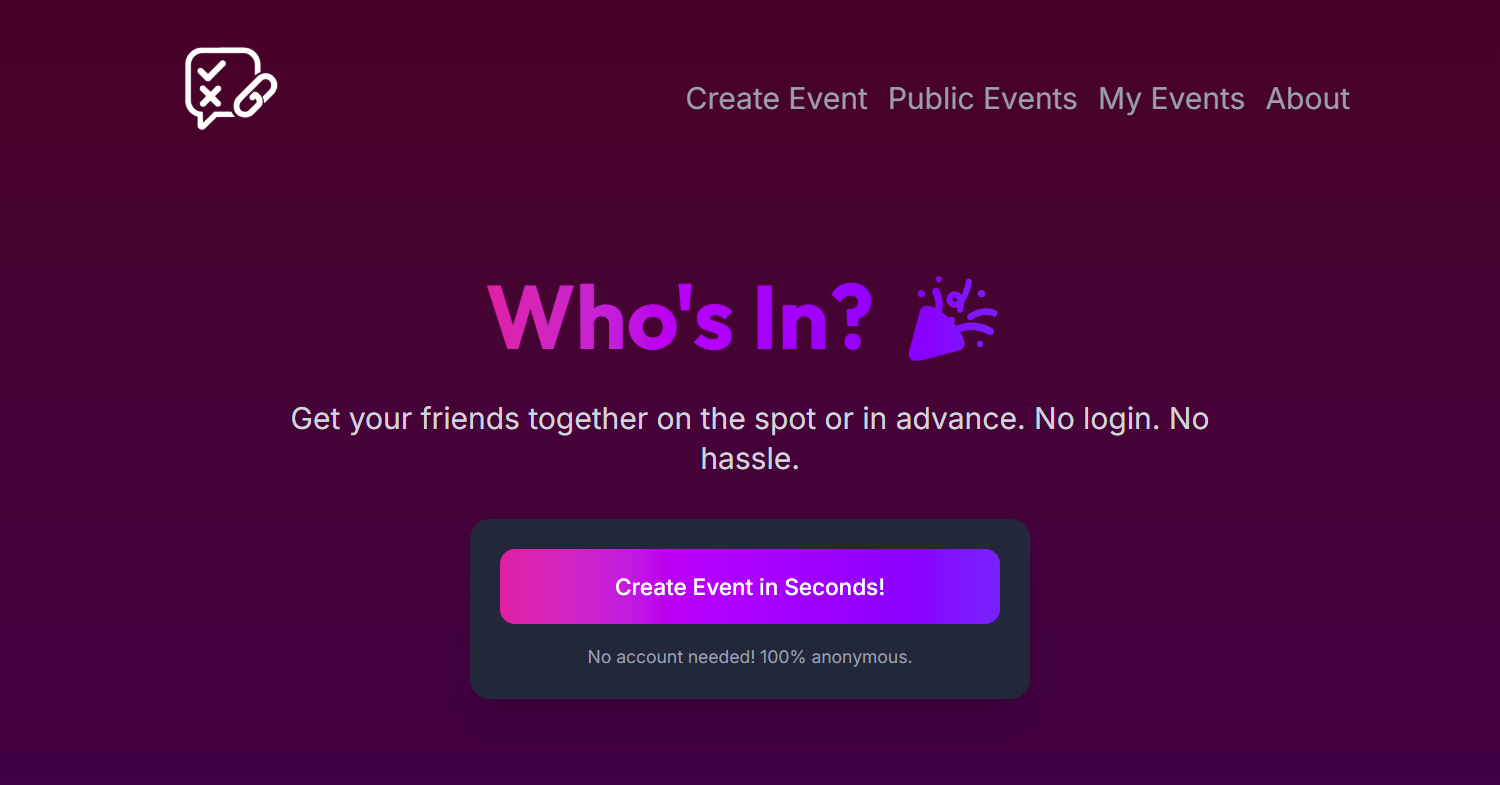 Create Event Public Events My Events About
Who's In?
Get your friends together on the spot or in advance. No login. No
hassle.
Create Event in Seconds!
No account needed! 100% anonymous.